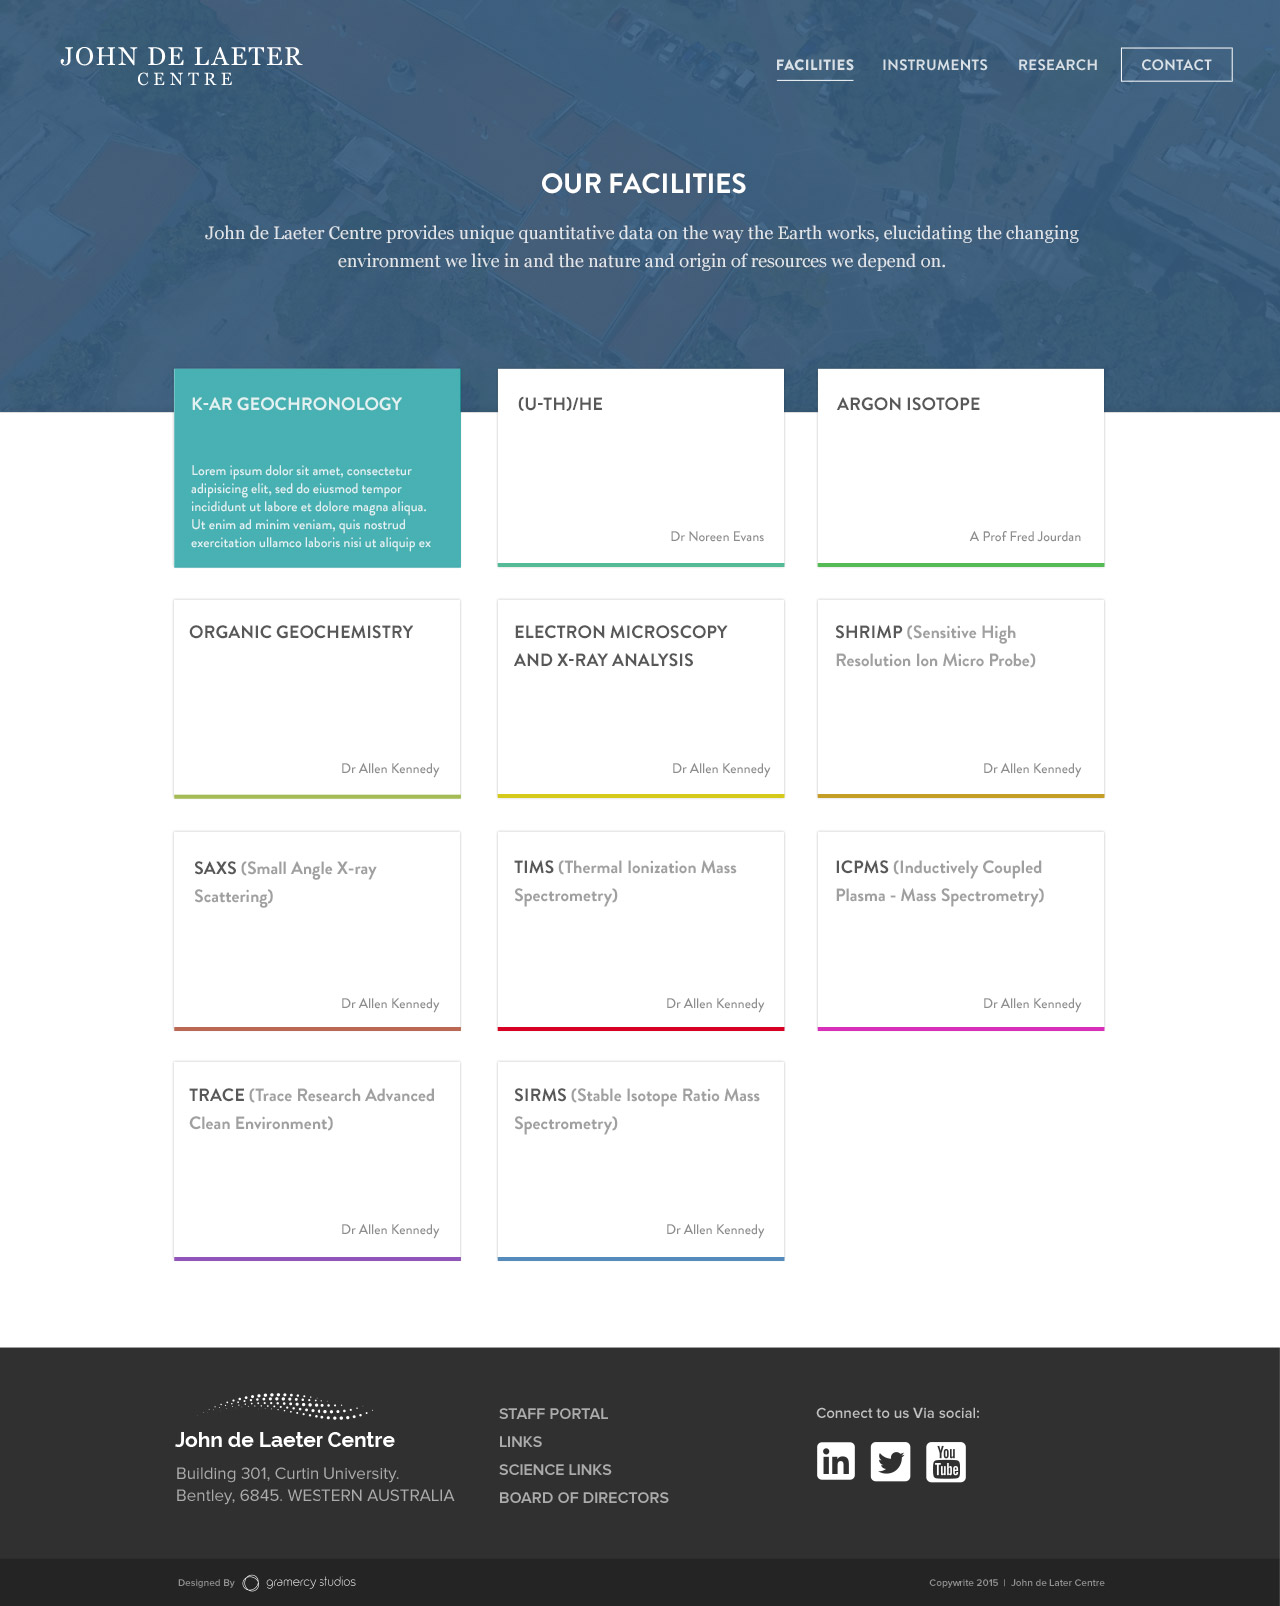 JOHN DE LAETER
CENTRE
FACILITIES
INSTRUMENTS
RESEARCH
CONTACT
OUR FACILITIES
John de Laeter Centre provides unique quantitative data on the way the Earth works, elucidating the changing
environment we live in and the nature and origin of resources we depend on.
K-AR GEOCHRONOLOGY
Lorem ipsum dolor sit amet, consectetur
adipisicing elit, sed do eiusmod tempor
incididunt ut labore et dolore magna aliqua.
Ut enim ad minim veniam, quis nostrud
exercitation ullamco laboris nisi ut aliquip ex
(U-TH)/HE
Dr Noreen Evans
ARGON ISOTOPE
A Prof Fred Jourdan
ORGANIC GEOCHEMISTRY
Dr Allen Kennedy
ELECTRON MICROSCOPY
AND X-RAY ANALYSIS
Dr Allen Kennedy
SHRIMP (Sensitive High
Resolution Ion Micro Probe)
Dr Allen Kennedy
SAXS (Small Angle X-ray
Scattering)
Dr Allen Kennedy
TIMS (Thermal Ionization Mass
Spectrometry)
Dr Allen Kennedy
ICPMS (Inductively Coupled
Plasma - Mass Spectrometry)
Dr Allen Kennedy
TRACE (Trace Research Advanced
Clean Environment)
Dr Allen Kennedy
SIRMS (Stable Isotope Ratio Mass
Spectrometry)
Dr Allen Kennedy
John de Laeter Centre
Building 301, Curtin University.
Bentley, 6845. WESTERN AUSTRALIA
STAFF PORTAL
LINKS
SCIENCE LINKS
BOARD OF DIRECTORS
Connect to us Via social:
in
You
Tube
Designed By
gramercy studios
Copywrite 2015 | John de Later Centre